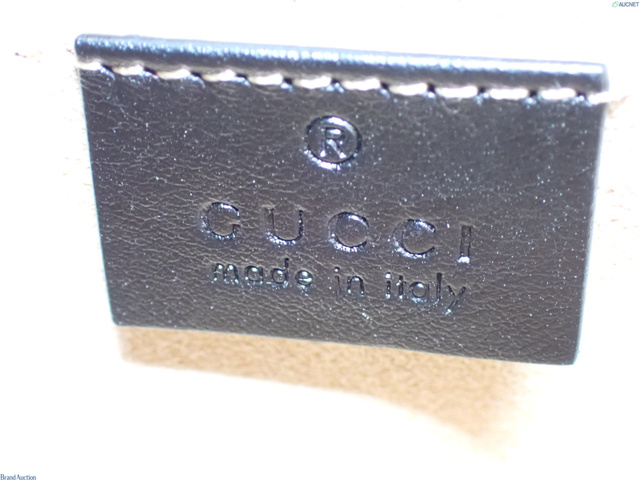 AUCNET
®
GUCCI
made in italy
Brand Auction